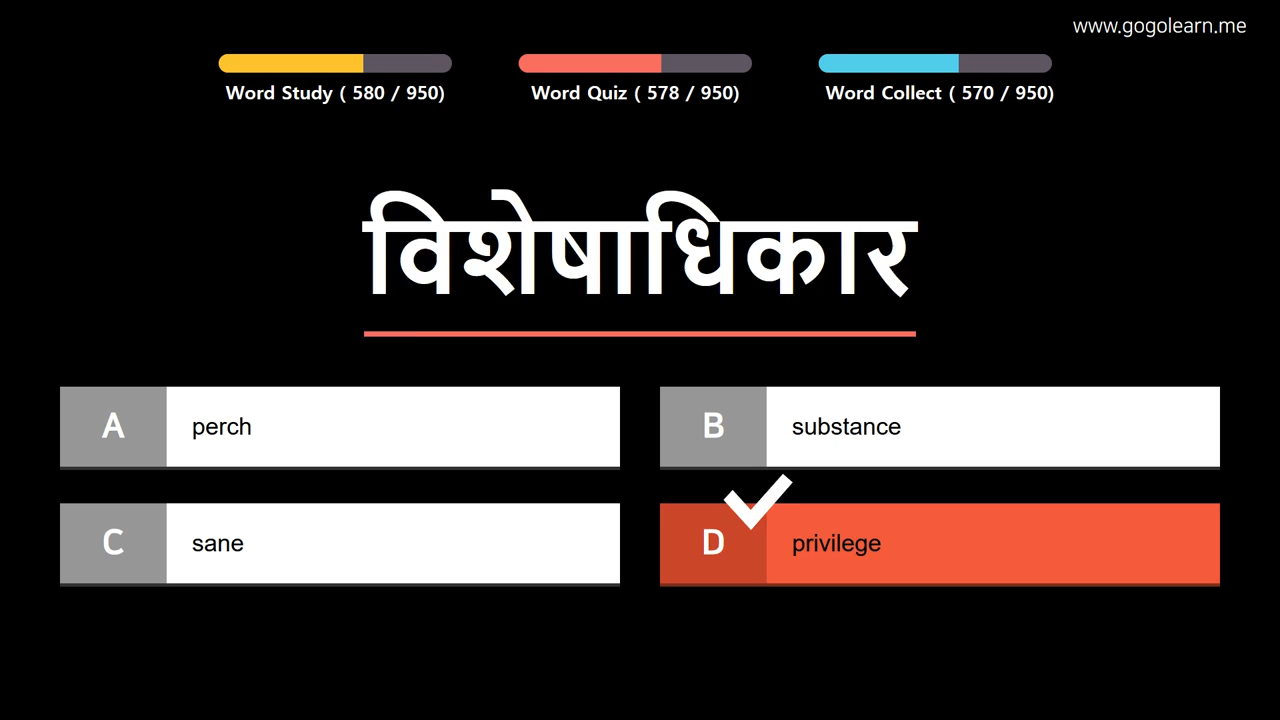 www.gogolearn.me
Word Study ( 580 / 950) Word Quiz ( 578 / 950) Word Collect ( 570 / 950)
विशेषाधिकार
A perch
B substance
C sane
D privilege